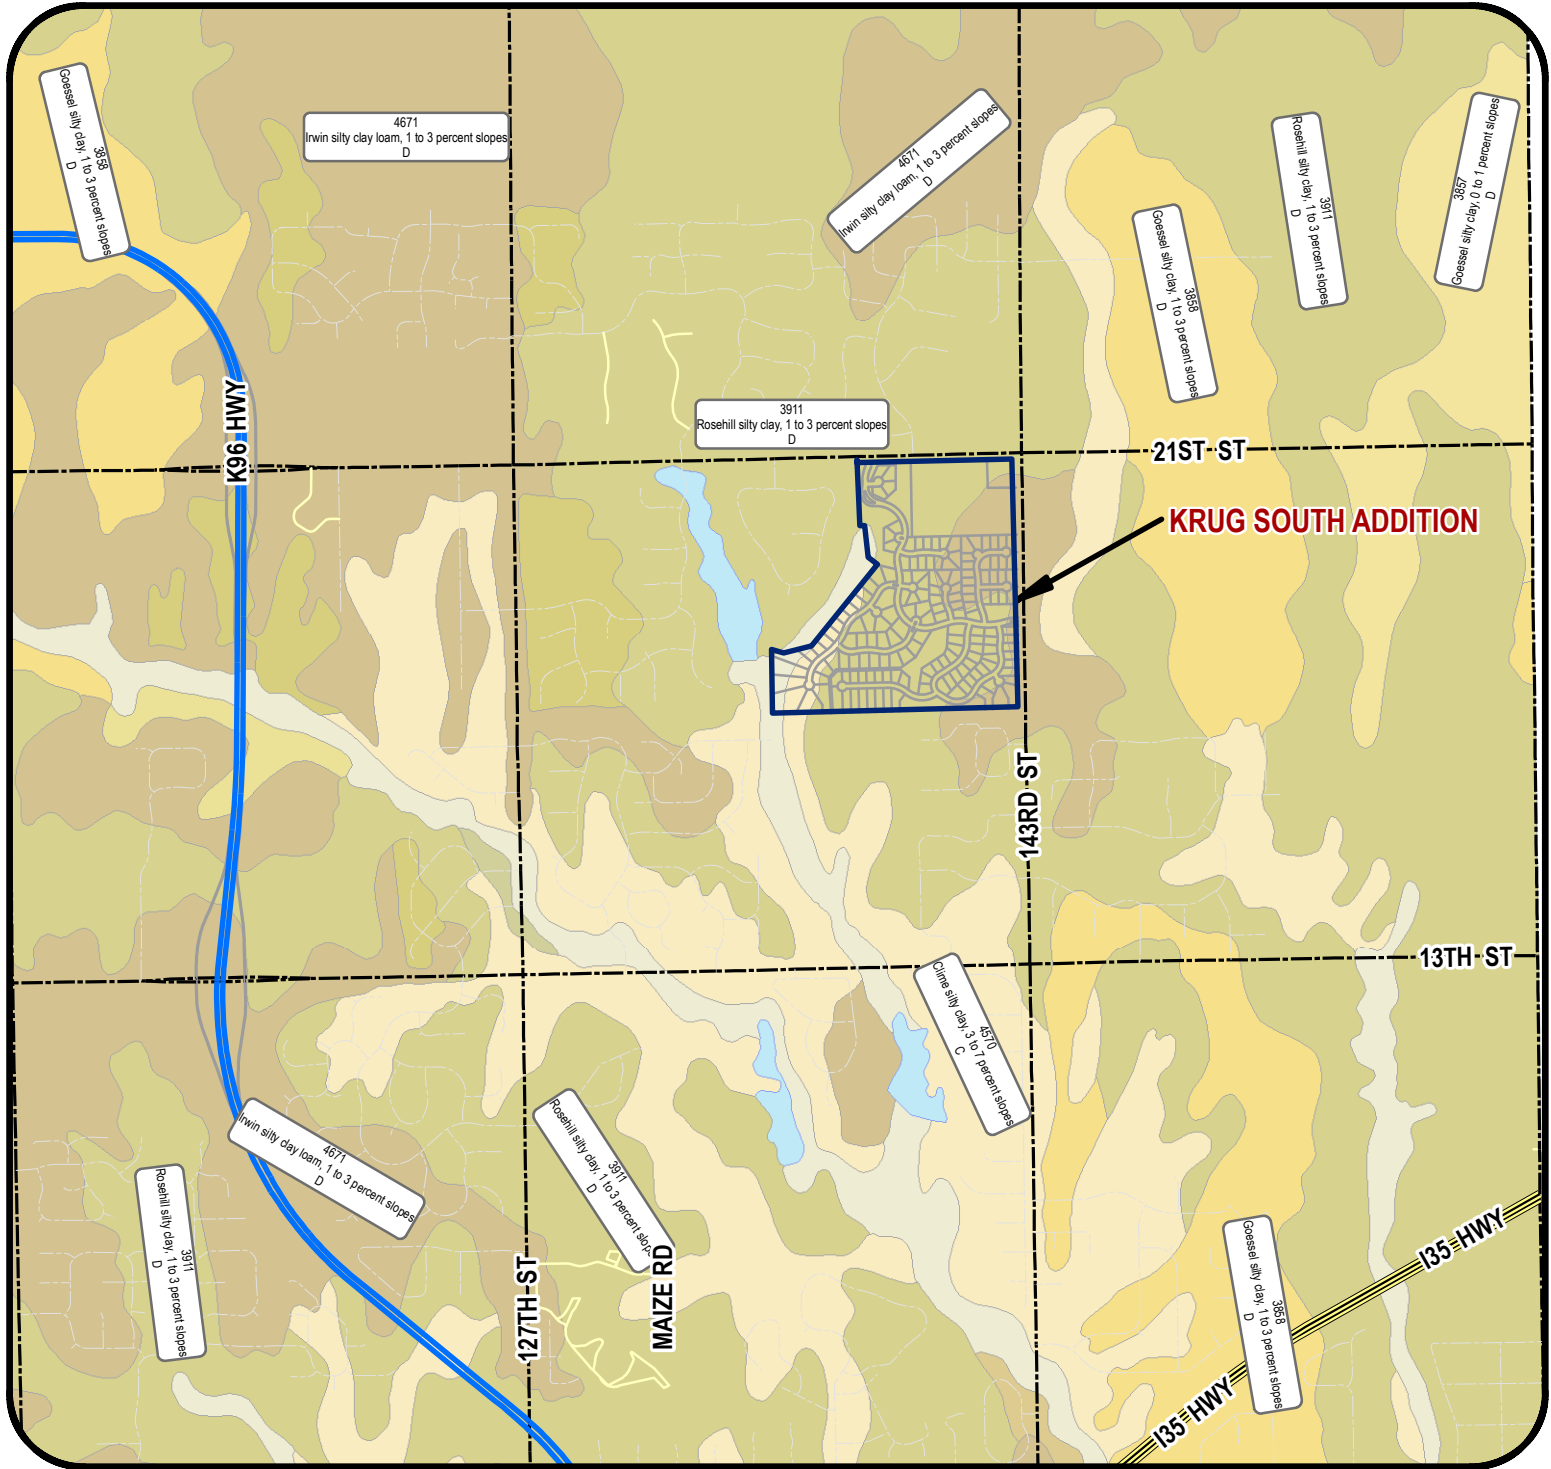 3858
Goessel silty clay, 1 to 3 percent slopes
D
4671
Irwin silty clay loam, 1 to 3 percent slopes
D
4671
Irwin silty clay loam, 1 to 3 percent slopes
D
3858
Goessel silty clay, 1 to 3 percent slopes
D
3911
Rosehill silty clay, 1 to 3 percent slopes
D
3857
Goessel silty clay, 0 to 1 percent slopes
D
K96 HWY
3911
Rosehill silty clay, 1 to 3 percent slopes
D
21ST ST
KRUG SOUTH ADDITION
143RD ST
13TH ST
4570
Clime silty clay, 3 to 7 percent slopes
C
4671
Irwin silty clay loam, 1 to 3 percent slopes
D
3911
Rosehill silty clay, 1 to 3 percent
D
3911
Rosehill silty clay, 1 to 3 percent slopes
D
127TH ST
MAIZE RD
3858
Goessel silty clay, 1 to 3 percent slopes
D
I35 HWY
I35 HWY